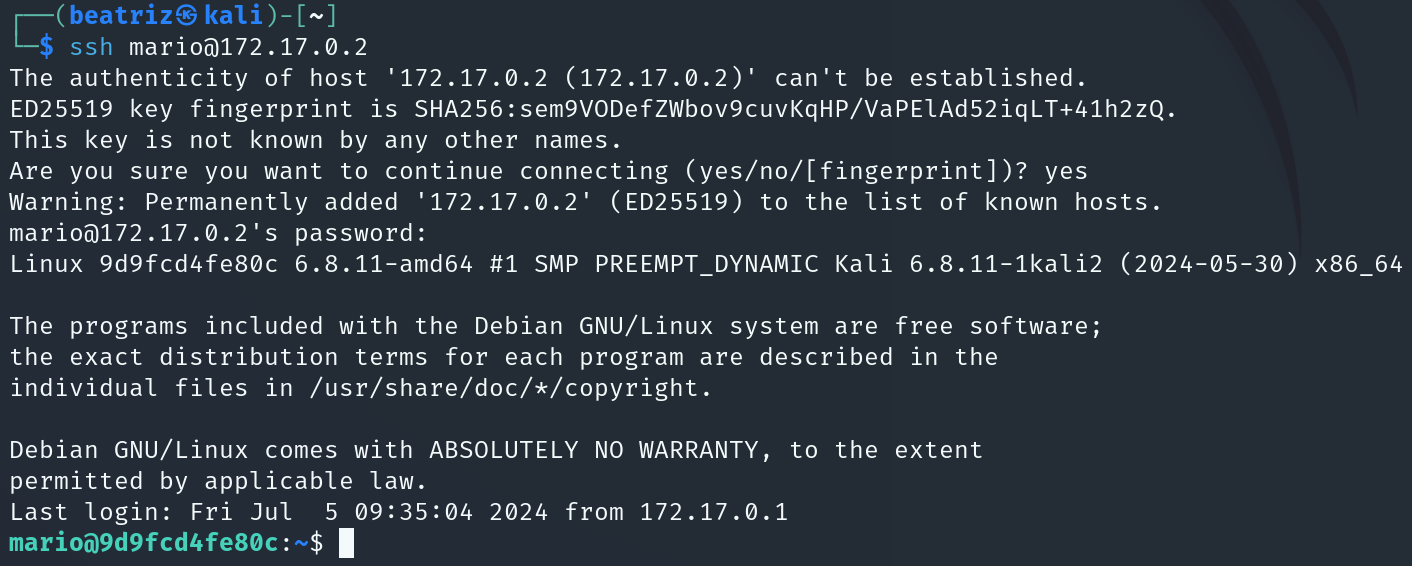 ┌──(beatriz㉿kali)-[~]
└─$ ssh mario@172.17.0.2
The authenticity of host '172.17.0.2 (172.17.0.2)' can't be established.
ED25519 key fingerprint is SHA256:sem9VODefZWbov9cuvKqHP/VaPElAd52iqLT+41h2zQ.
This key is not known by any other names.
Are you sure you want to continue connecting (yes/no/[fingerprint])? yes
Warning: Permanently added '172.17.0.2' (ED25519) to the list of known hosts.
mario@172.17.0.2's password:
Linux 9d9fcd4fe80c 6.8.11-amd64 #1 SMP PREEMPT_DYNAMIC Kali 6.8.11-1kali2 (2024-05-30) x86_64
The programs included with the Debian GNU/Linux system are free software;
the exact distribution terms for each program are described in the
individual files in /usr/share/doc/*/copyright.
Debian GNU/Linux comes with ABSOLUTELY NO WARRANTY, to the extent
permitted by applicable law.
Last login: Fri Jul  5 09:35:04 2024 from 172.17.0.1
mario@9d9fcd4fe80c:~$